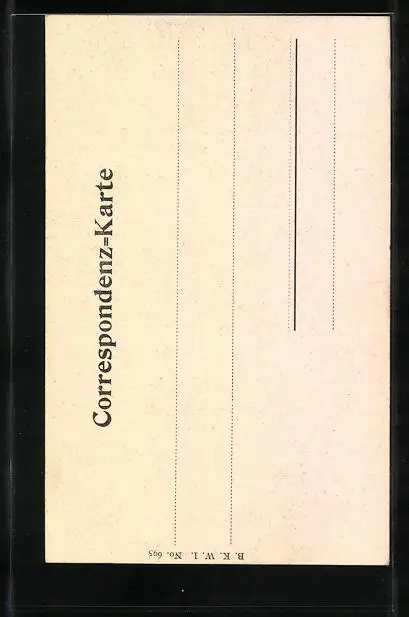 Correspondenz=Karte
B. K. W. I. No. 695